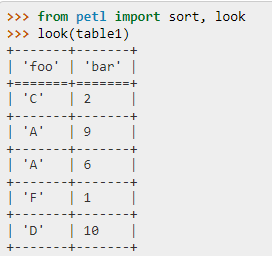 >>> from petl import sort, look
>>> look(table1)
+-------+-------+
| 'foo' | 'bar' |
+=======+=======+
| 'C'   | 2     |
+-------+-------+
| 'A'   | 9     |
+-------+-------+
| 'A'   | 6     |
+-------+-------+
| 'F'   | 1     |
+-------+-------+
| 'D'   | 10    |
+-------+-------+